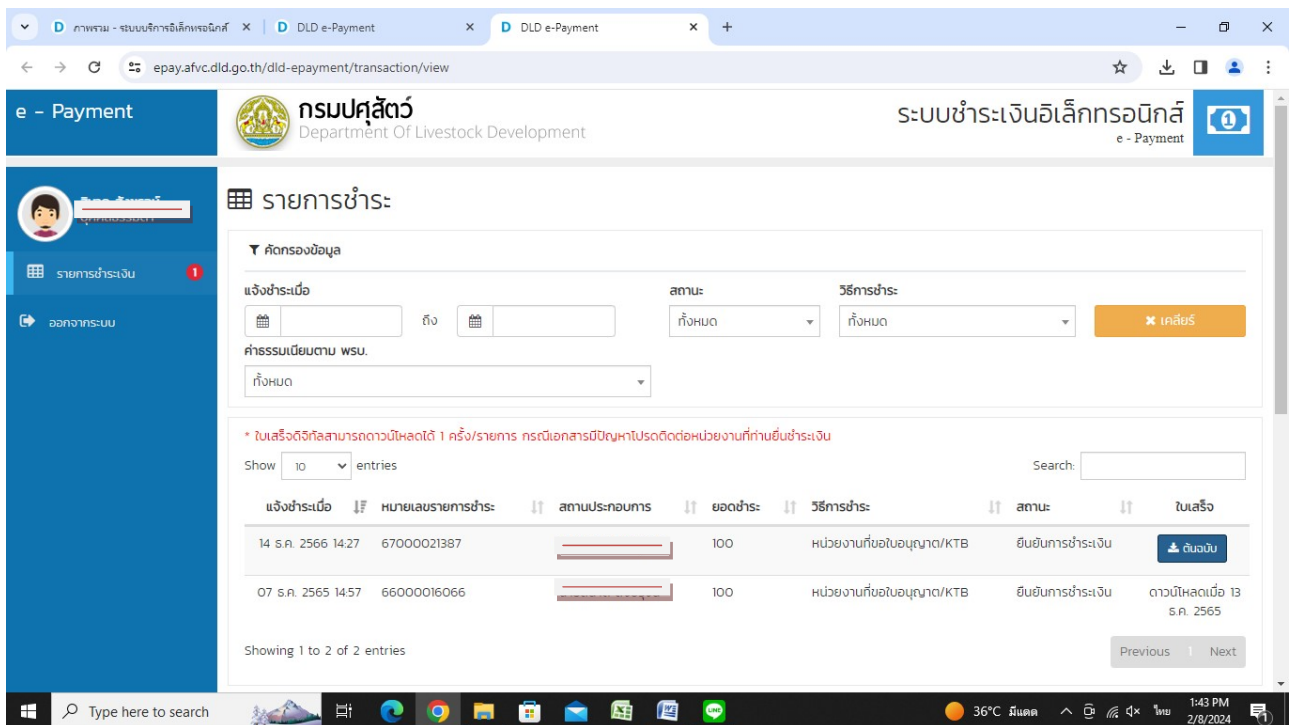 ภาพรวม - ระบบบริการอิเล็กทรอนิกส์
DLD e-Payment
DLD e-Payment
epay.afvc.dld.go.th/dld-epayment/transaction/view
e - Payment
กรมปศุสัตว์
Department Of Livestock Development
ระบบชำระเงินอิเล็กทรอนิกส์
e - Payment
รายการชำระเงิน 1
ออกจากระบบ
รายการชำระ
คัดกรองข้อมูล
แจ้งชำระเมื่อ สถานะ วิธีการชำระ
ถึง ทั้งหมด ทั้งหมด เคลียร์
ค่าธรรมเนียมตาม พรบ.
ทั้งหมด
* ใบเสร็จดิจิทัลสามารถดาวน์โหลดได้ 1 ครั้ง/รายการ กรณีเอกสารมีปัญหาโปรดติดต่อหน่วยงานที่ท่านยื่นชำระเงิน
Show 10 entries Search:
แจ้งชำระเมื่อ หมายเลขรายการชำระ สถานประกอบการ ยอดชำระ วิธีการชำระ สถานะ ใบเสร็จ
14 ธ.ค. 2566 14:27 67000021387 100 หน่วยงานที่ขอใบอนุญาต/KTB ยืนยันการชำระเงิน ต้นฉบับ
07 ธ.ค. 2565 14:57 66000016066 100 หน่วยงานที่ขอใบอนุญาต/KTB ยืนยันการชำระเงิน ดาวน์โหลดเมื่อ 13
ธ.ค. 2565
Showing 1 to 2 of 2 entries Previous 1 Next
Type here to search
36°C มีแดด
ไทย
1:43 PM
2/8/2024